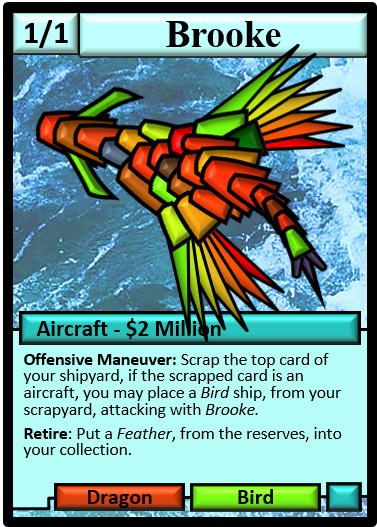 1/1 Brooke
Aircraft - $2 Million
Offensive Maneuver: Scrap the top card of
your shipyard, if the scrapped card is an
aircraft, you may place a Bird ship, from your
scrapyard, attacking with Brooke.
Retire: Put a Feather, from the reserves, into
your collection.
Dragon Bird